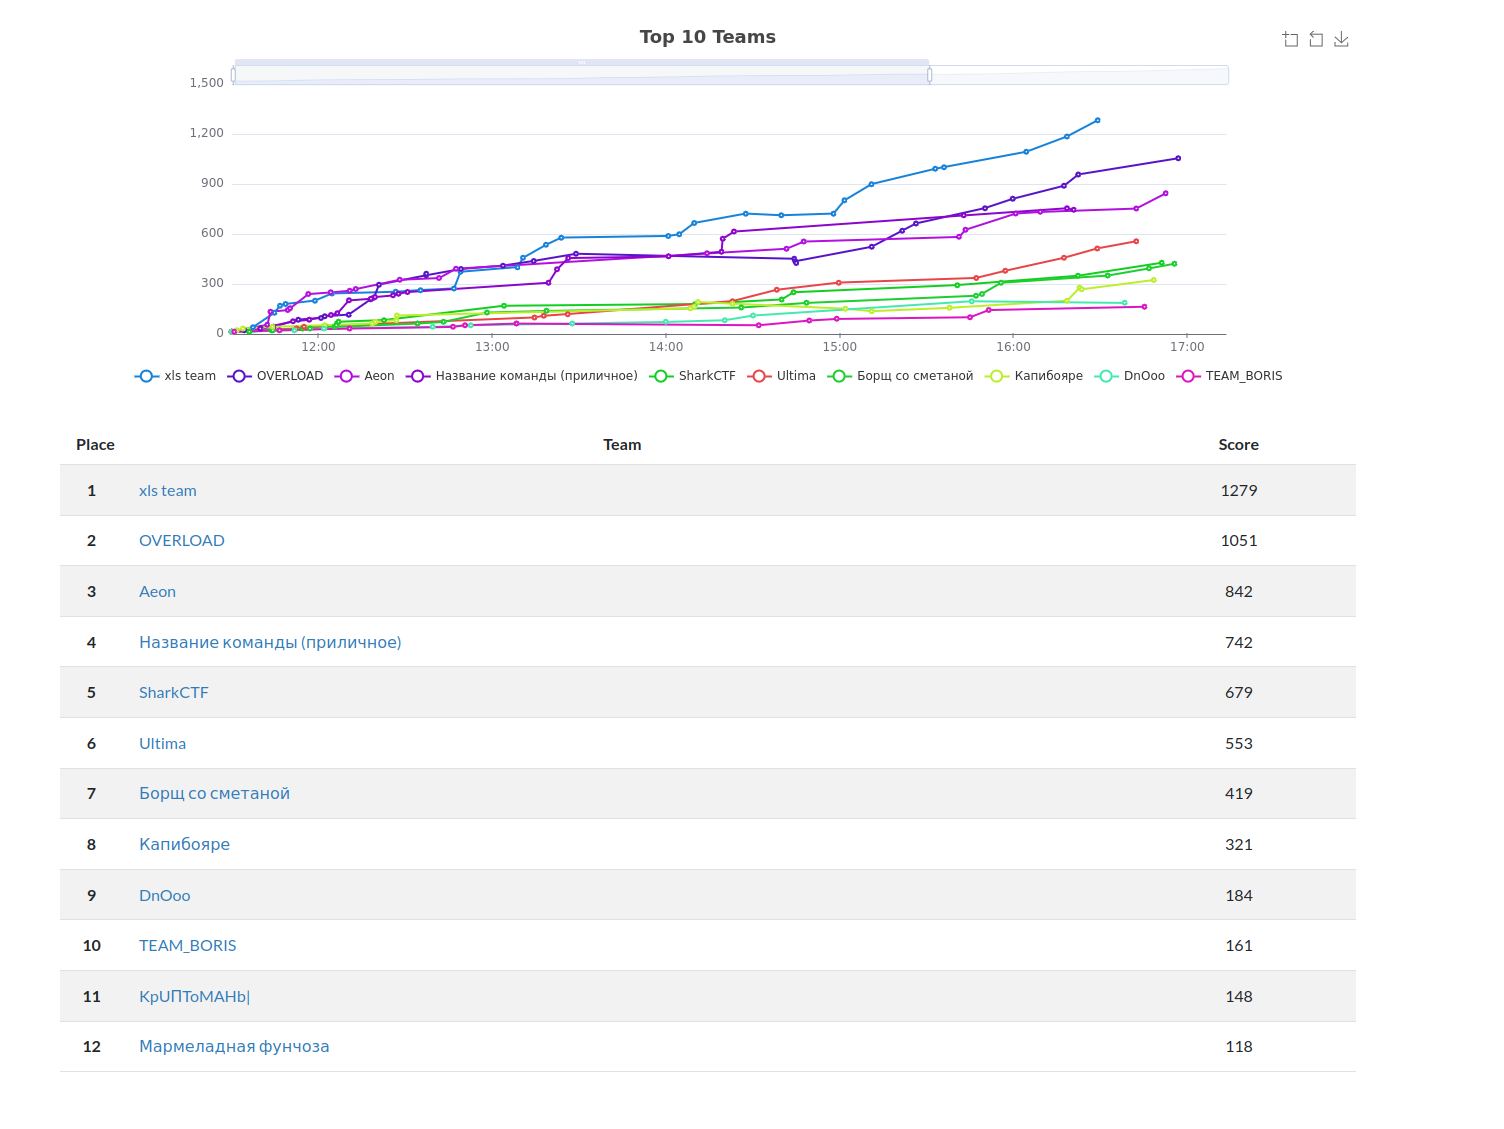 Top 10 Teams
1,500
1,200
900
600
300
0
12:00 13:00 14:00 15:00 16:00 17:00
xls team OVERLOAD Aeon Название команды (приличное) SharkCTF Ultima Борщ со сметаной Капибояре DnOoo TEAM_BORIS
Place Team Score
1 xls team 1279
2 OVERLOAD 1051
3 Aeon 842
4 Название команды (приличное) 742
5 SharkCTF 679
6 Ultima 553
7 Борщ со сметаной 419
8 Капибояре 321
9 DnOoo 184
10 TEAM_BORIS 161
11 KpUПToMAHb| 148
12 Мармеладная фунчоза 118